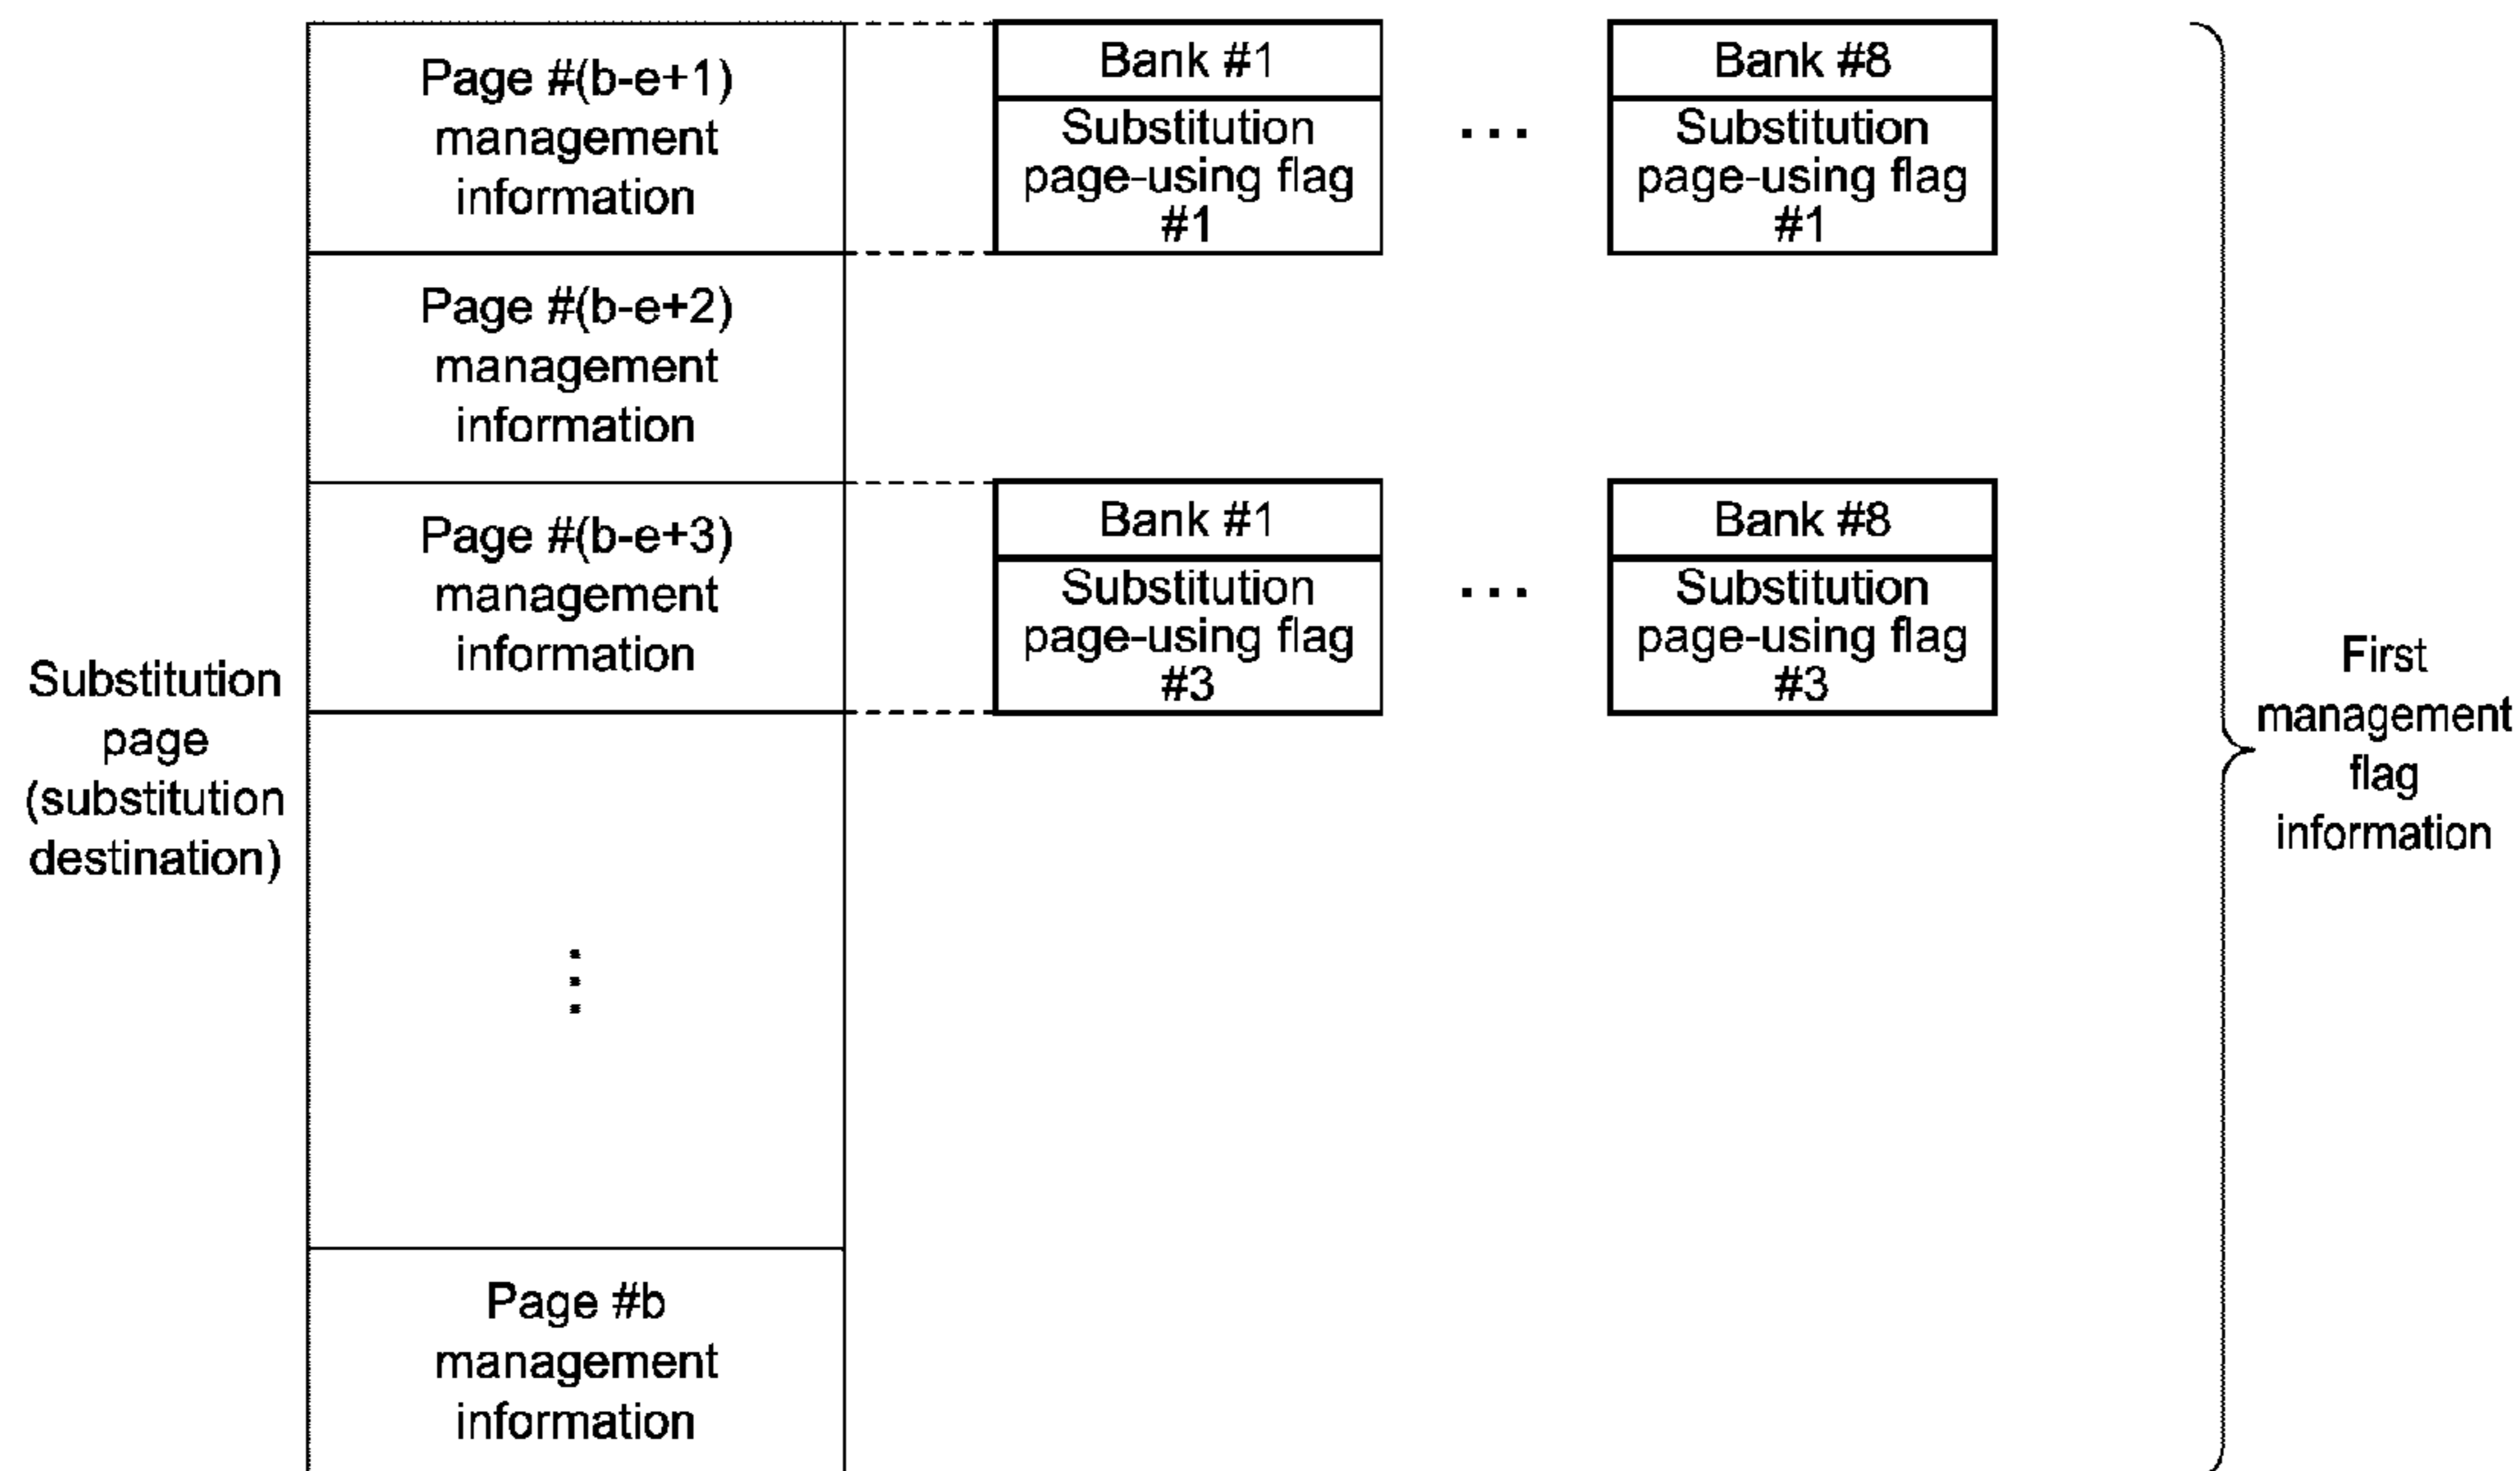 Page #(b-e+1)
management
information
Bank #1
Substitution
page-using flag
#1
...
Bank #8
Substitution
page-using flag
#1
Page #(b-e+2)
management
information
Page #(b-e+3)
management
information
Bank #1
Substitution
page-using flag
#3
...
Bank #8
Substitution
page-using flag
#3
Substitution
page
(substitution
destination)
⋮
Page #b
management
information
First
management
flag
information